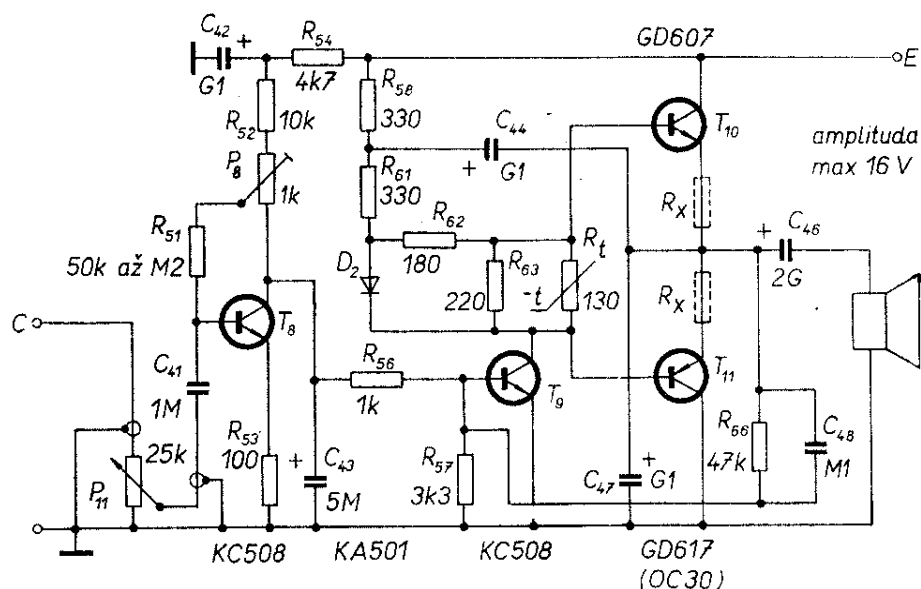 C42
+
G1
R54
4k7
GD607
E
R52
10k
R58
330
C44
+
G1
T10
amplituda
max 16 V
P8
1k
R61
330
RX
R51
50k až M2
R62
180
D2
R63
220
Rt
-t
130
+
C46
2G
RX
C
T8
C41
1M
R56
1k
T9
T11
25k
P11
R53
100
+
C43
5M
R57
3k3
C47
+
G1
R66
47k
C48
M1
KC508
KA501
KC508
GD617
(OC30)